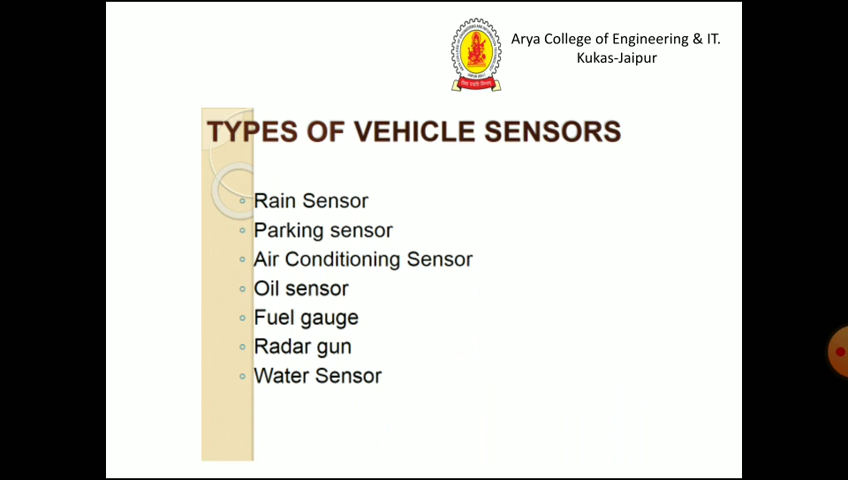 Arya College of Engineering & IT.
Kukas-Jaipur
TYPES OF VEHICLE SENSORS
Rain Sensor
Parking sensor
Air Conditioning Sensor
Oil sensor
Fuel gauge
Radar gun
Water Sensor